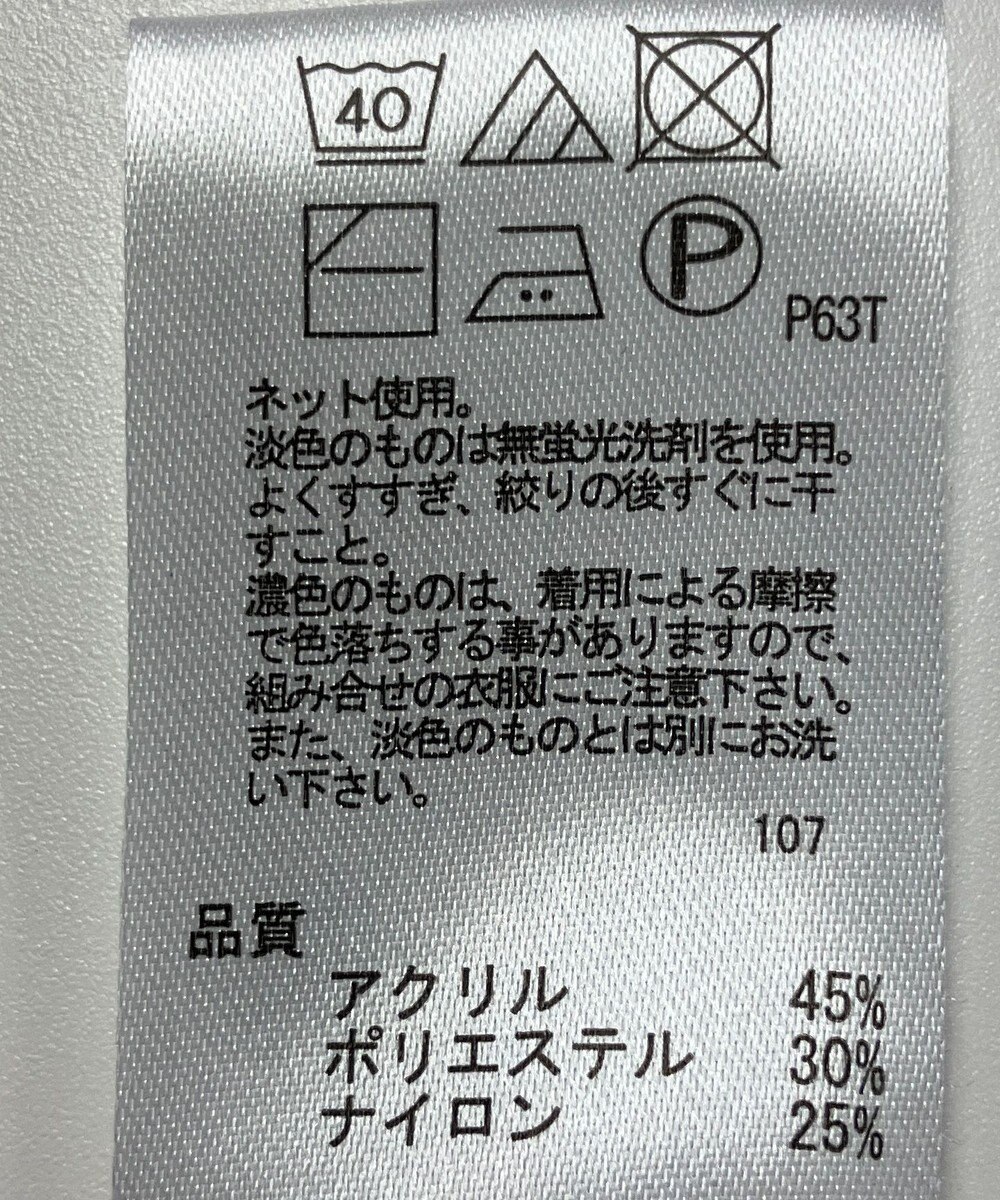 40
P
P63T
ネット使用。
淡色のものは無蛍光洗剤を使用。
よくすすぎ、絞りの後すぐに干
すこと。
濃色のものは、着用による摩擦
で色落ちする事がありますので、
組み合せの衣服にご注意下さい。
また、淡色のものとは別にお洗
い下さい。
107
品質
アクリル 45%
ポリエステル 30%
ナイロン 25%